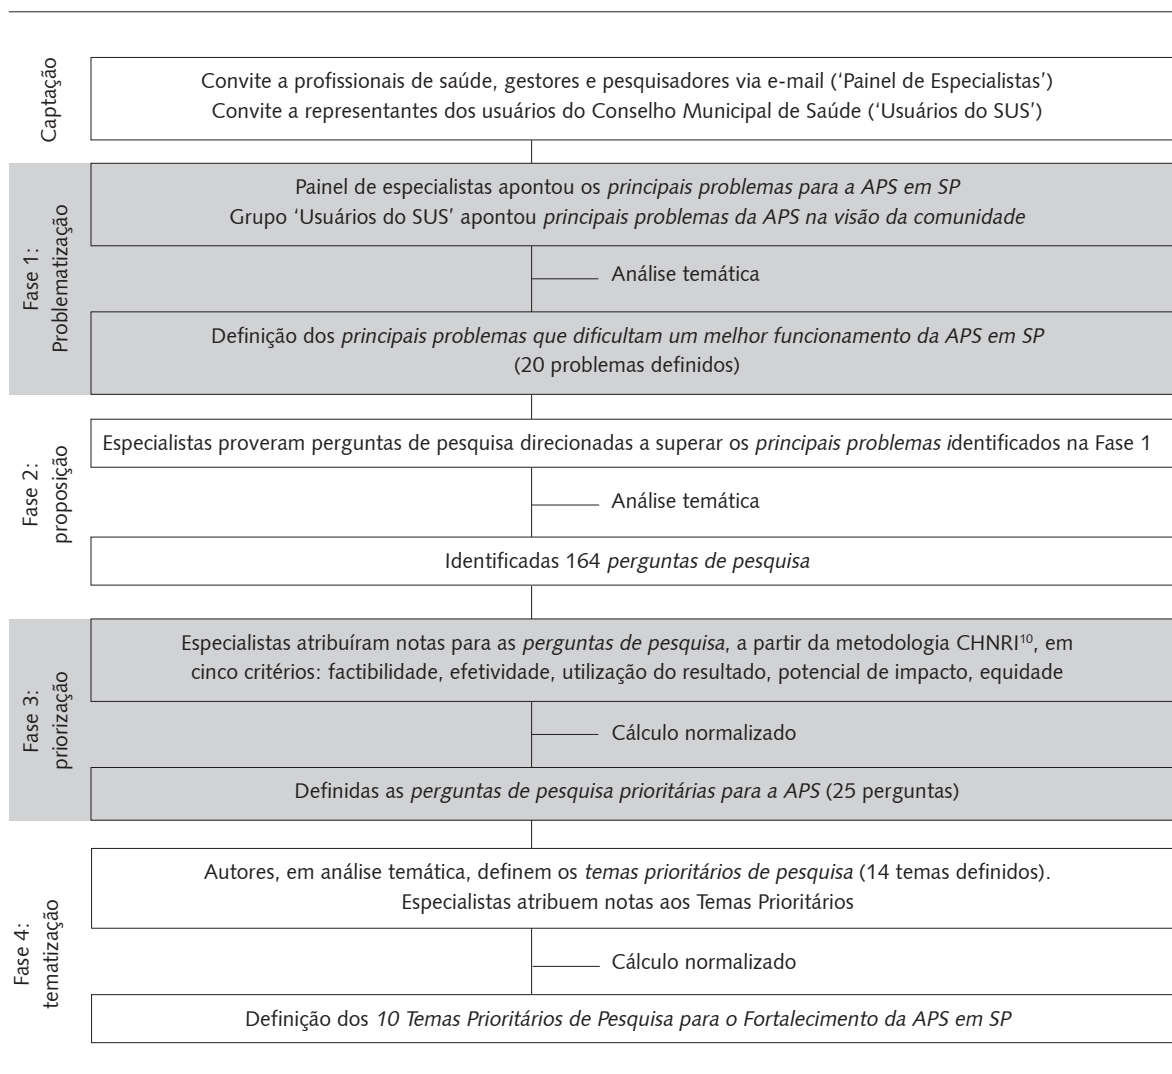 Captação
Convite a profissionais de saúde, gestores e pesquisadores via e-mail (‘Painel de Especialistas’)
Convite a representantes dos usuários do Conselho Municipal de Saúde (‘Usuários do SUS’)
Fase 1:
Problematização
Painel de especialistas apontou os principais problemas para a APS em SP
Grupo ‘Usuários do SUS’ apontou principais problemas da APS na visão da comunidade
Análise temática
Definição dos principais problemas que dificultam um melhor funcionamento da APS em SP
(20 problemas definidos)
Fase 2:
proposição
Especialistas proveram perguntas de pesquisa direcionadas a superar os principais problemas identificados na Fase 1
Análise temática
Identificadas 164 perguntas de pesquisa
Fase 3:
priorização
Especialistas atribuíram notas para as perguntas de pesquisa, a partir da metodologia CHNRI¹⁰, em
cinco critérios: factibilidade, efetividade, utilização do resultado, potencial de impacto, equidade
Cálculo normalizado
Definidas as perguntas de pesquisa prioritárias para a APS (25 perguntas)
Fase 4:
tematização
Autores, em análise temática, definem os temas prioritários de pesquisa (14 temas definidos).
Especialistas atribuem notas aos Temas Prioritários
Cálculo normalizado
Definição dos 10 Temas Prioritários de Pesquisa para o Fortalecimento da APS em SP